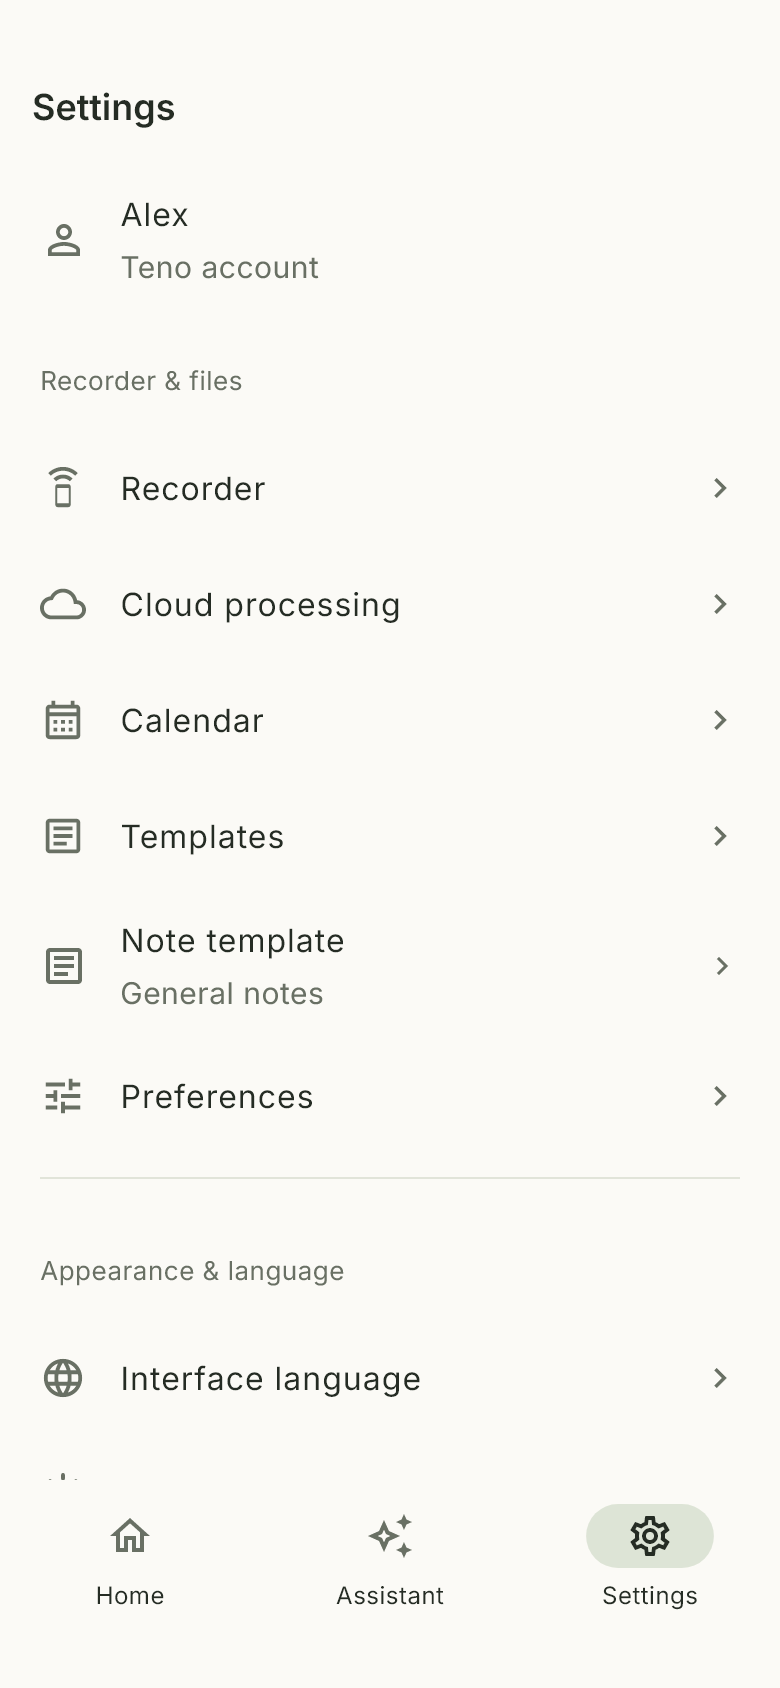 Settings
Alex
Teno account
Recorder & files
Recorder
Cloud processing
Calendar
Templates
Note template
General notes
Preferences
Appearance & language
Interface language
Home
Assistant
Settings